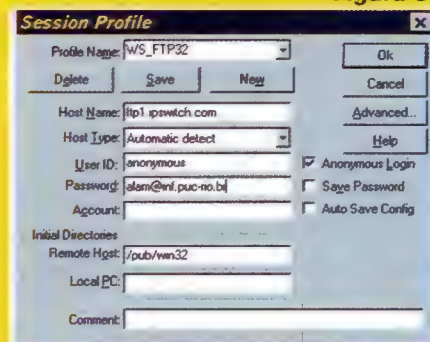 Session Profile
Profile Name: WS_FTP32
Delete Save New
Host Name: ftp1.ipswitch.com
Host Type: Automatic detect
User ID: anonymous
Password: alam@inf.puc-rio.br
Account:
Initial Directories
Remote Host: /pub/win32
Local PC:
Comment:
Ok
Cancel
Advanced...
Help
Anonymous Login
Save Password
Auto Save Config